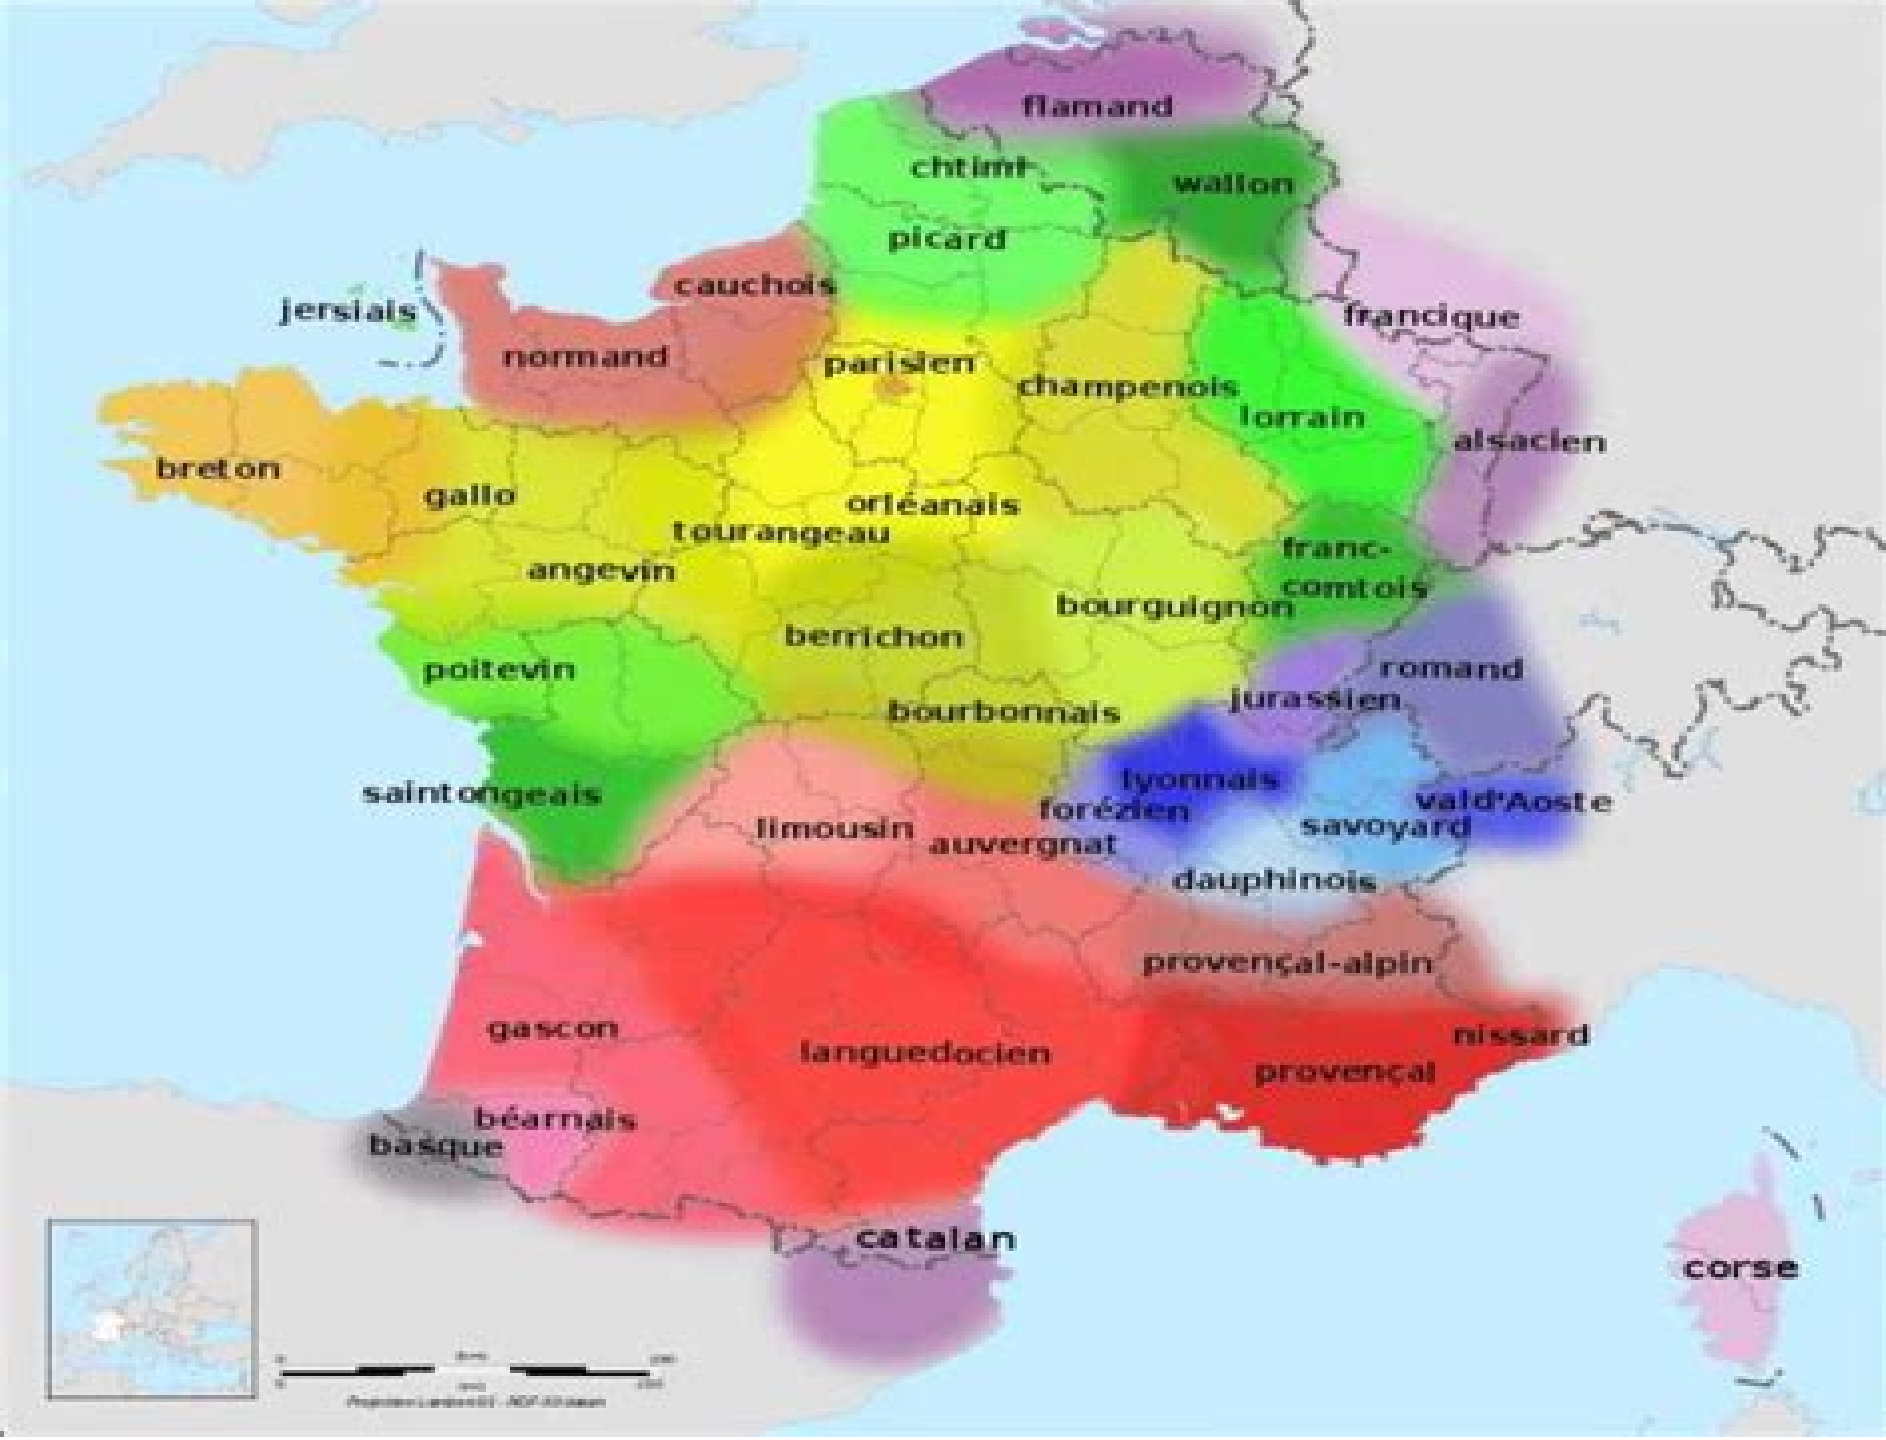 flamand
chtimi
wallon
picard
cauchois
jersiais
francique
normand
parisien
champenois
lorrain
alsacien
breton
gallo
orléanais
tourangeau
franc-
comtois
angevin
bourguignon
berrichon
poitevin
romand
jurassien
bourbonnais
lyonnais
saintongeais
vald'Aoste
forézien
savoyard
limousin
auvergnat
dauphinois
provençal-alpin
gascon
nissard
languedocien
provençal
béarnais
basque
catalan
corse